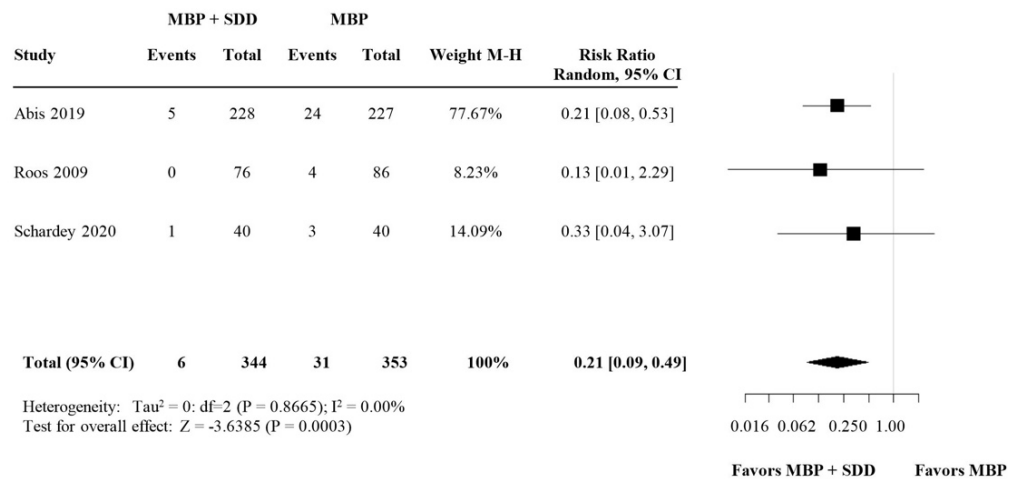 MBP + SDD MBP
Study Events Total Events Total Weight M-H Risk Ratio
Random, 95% CI
Abis 2019 5 228 24 227 77.67% 0.21 [0.08, 0.53]
Roos 2009 0 76 4 86 8.23% 0.13 [0.01, 2.29]
Schardey 2020 1 40 3 40 14.09% 0.33 [0.04, 3.07]
Total (95% CI) 6 344 31 353 100% 0.21 [0.09, 0.49]
Heterogeneity: Tau² = 0: df=2 (P = 0.8665); I² = 0.00%
Test for overall effect: Z = -3.6385 (P = 0.0003)
0.016 0.062 0.250 1.00
Favors MBP + SDD Favors MBP